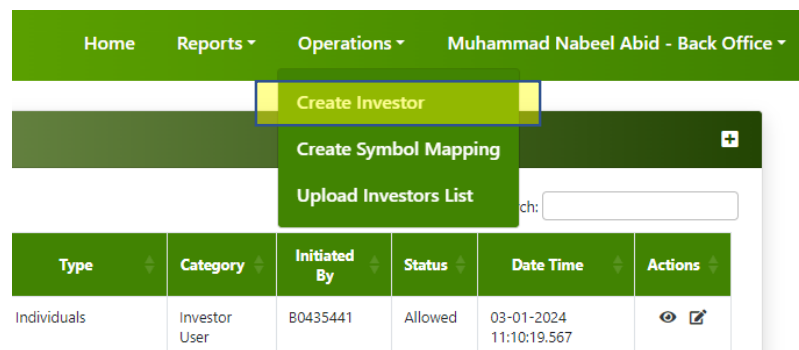 Home Reports Operations Muhammad Nabeel Abid - Back Office
Create Investor
Create Symbol Mapping
Upload Investors List
ch:
Type Category Initiated By Status Date Time Actions
Individuals Investor User B0435441 Allowed 03-01-2024 11:10:19.567